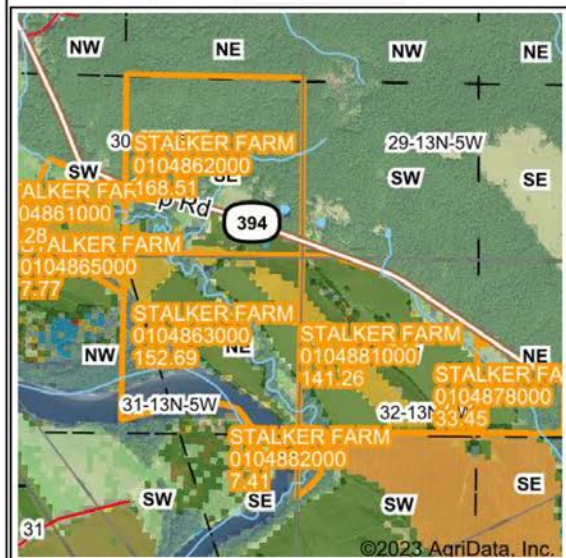 NW
NE
NW
NE
30
STALKER FARM
0104862000
168.51
29-13N-5W
SW
SE
SW
SE
TALKER FAR
04861000
.28
p Rd
394
STALKER FARM
0104865000
7.77
STALKER FARM
0104863000
152.69
NW
NE
STALKER FARM
0104881000
141.26
NE
STALKER FA
0104878000
33.45
31-13N-5W
32-13N
STALKER FARM
0104882000
7.41
SW
SE
SW
SE
31
©2023 AgriData, Inc.